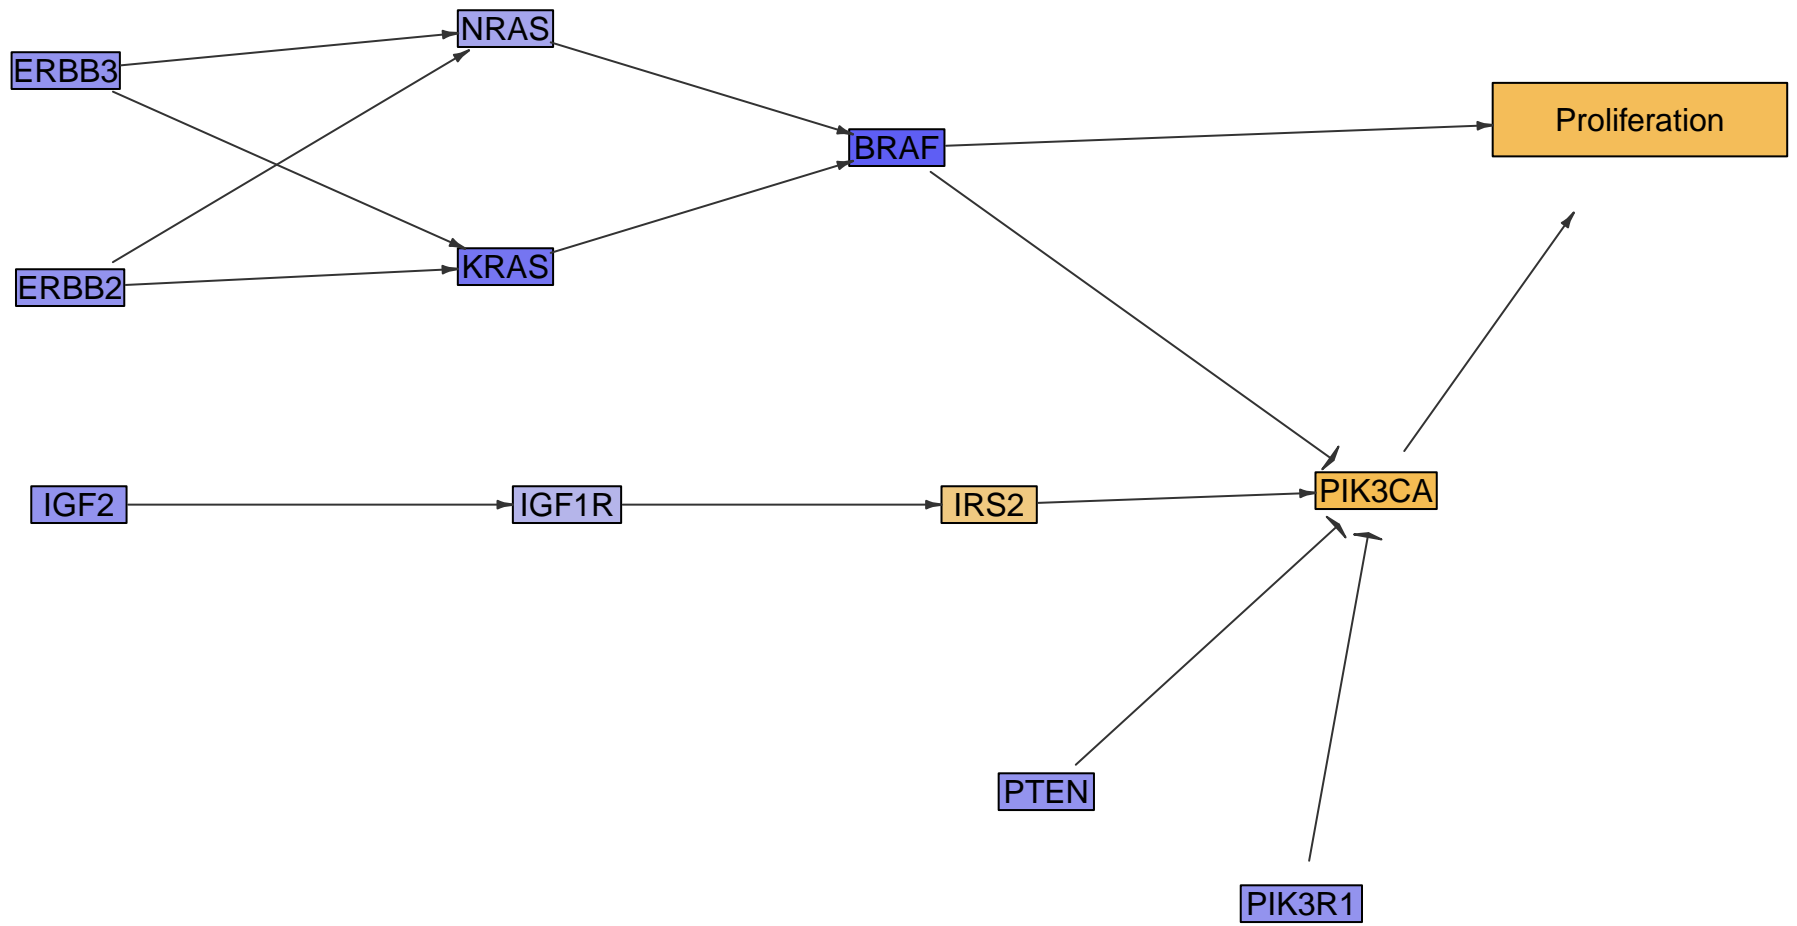 NRAS
ERBB3
Proliferation
BRAF
KRAS
ERBB2
PIK3CA
IGF2
IGF1R
IRS2
PTEN
PIK3R1